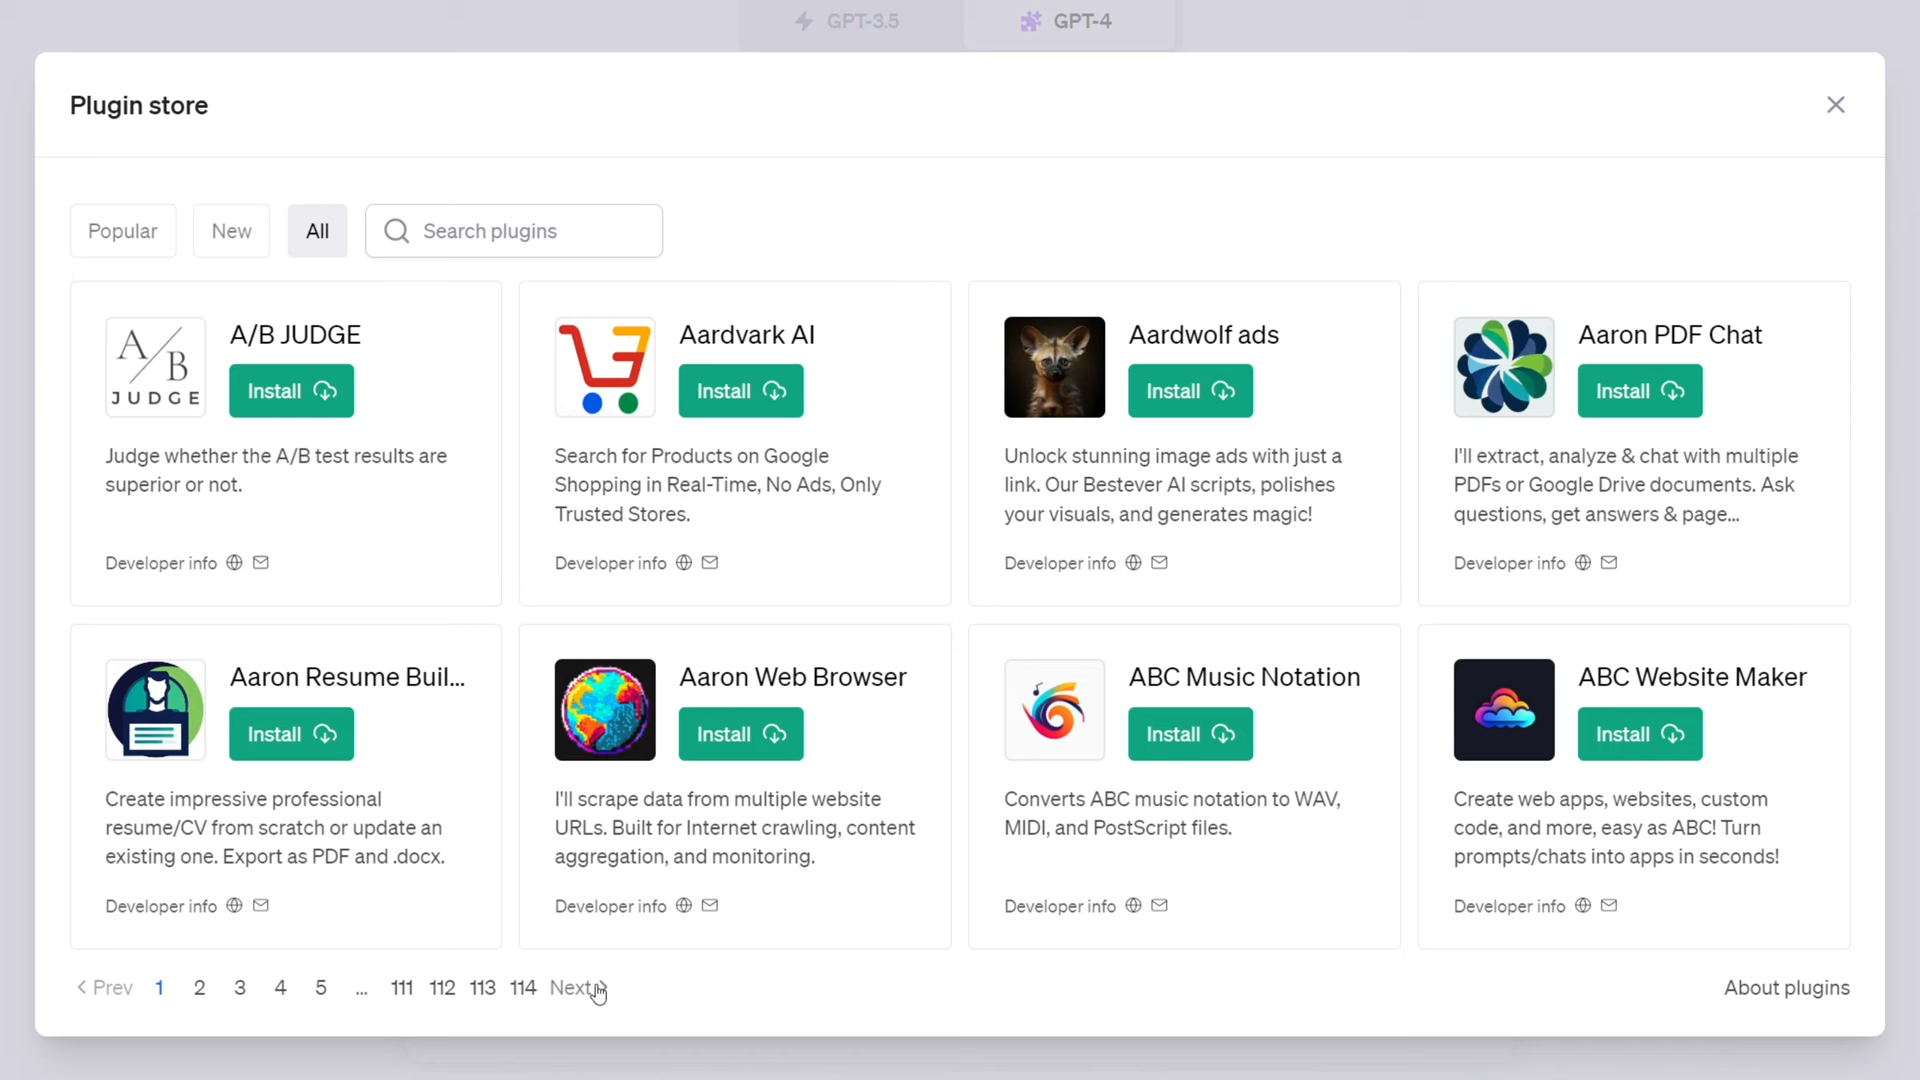 GPT-3.5
GPT-4
Plugin store
Popular
New
All
Search plugins
A/B JUDGE
A/B
JUDGE
Install
Judge whether the A/B test results are
superior or not.
Developer info
Aardvark AI
Install
Search for Products on Google
Shopping in Real-Time, No Ads, Only
Trusted Stores.
Developer info
Aardwolf ads
Install
Unlock stunning image ads with just a
link. Our Bestever AI scripts, polishes
your visuals, and generates magic!
Developer info
Aaron PDF Chat
Install
I'll extract, analyze & chat with multiple
PDFs or Google Drive documents. Ask
questions, get answers & page...
Developer info
Aaron Resume Buil...
Install
Create impressive professional
resume/CV from scratch or update an
existing one. Export as PDF and .docx.
Developer info
Aaron Web Browser
Install
I'll scrape data from multiple website
URLs. Built for Internet crawling, content
aggregation, and monitoring.
Developer info
ABC Music Notation
Install
Converts ABC music notation to WAV,
MIDI, and PostScript files.
Developer info
ABC Website Maker
Install
Create web apps, websites, custom
code, and more, easy as ABC! Turn
prompts/chats into apps in seconds!
Developer info
Prev 1 2 3 4 5 ... 111 112 113 114 Next
About plugins